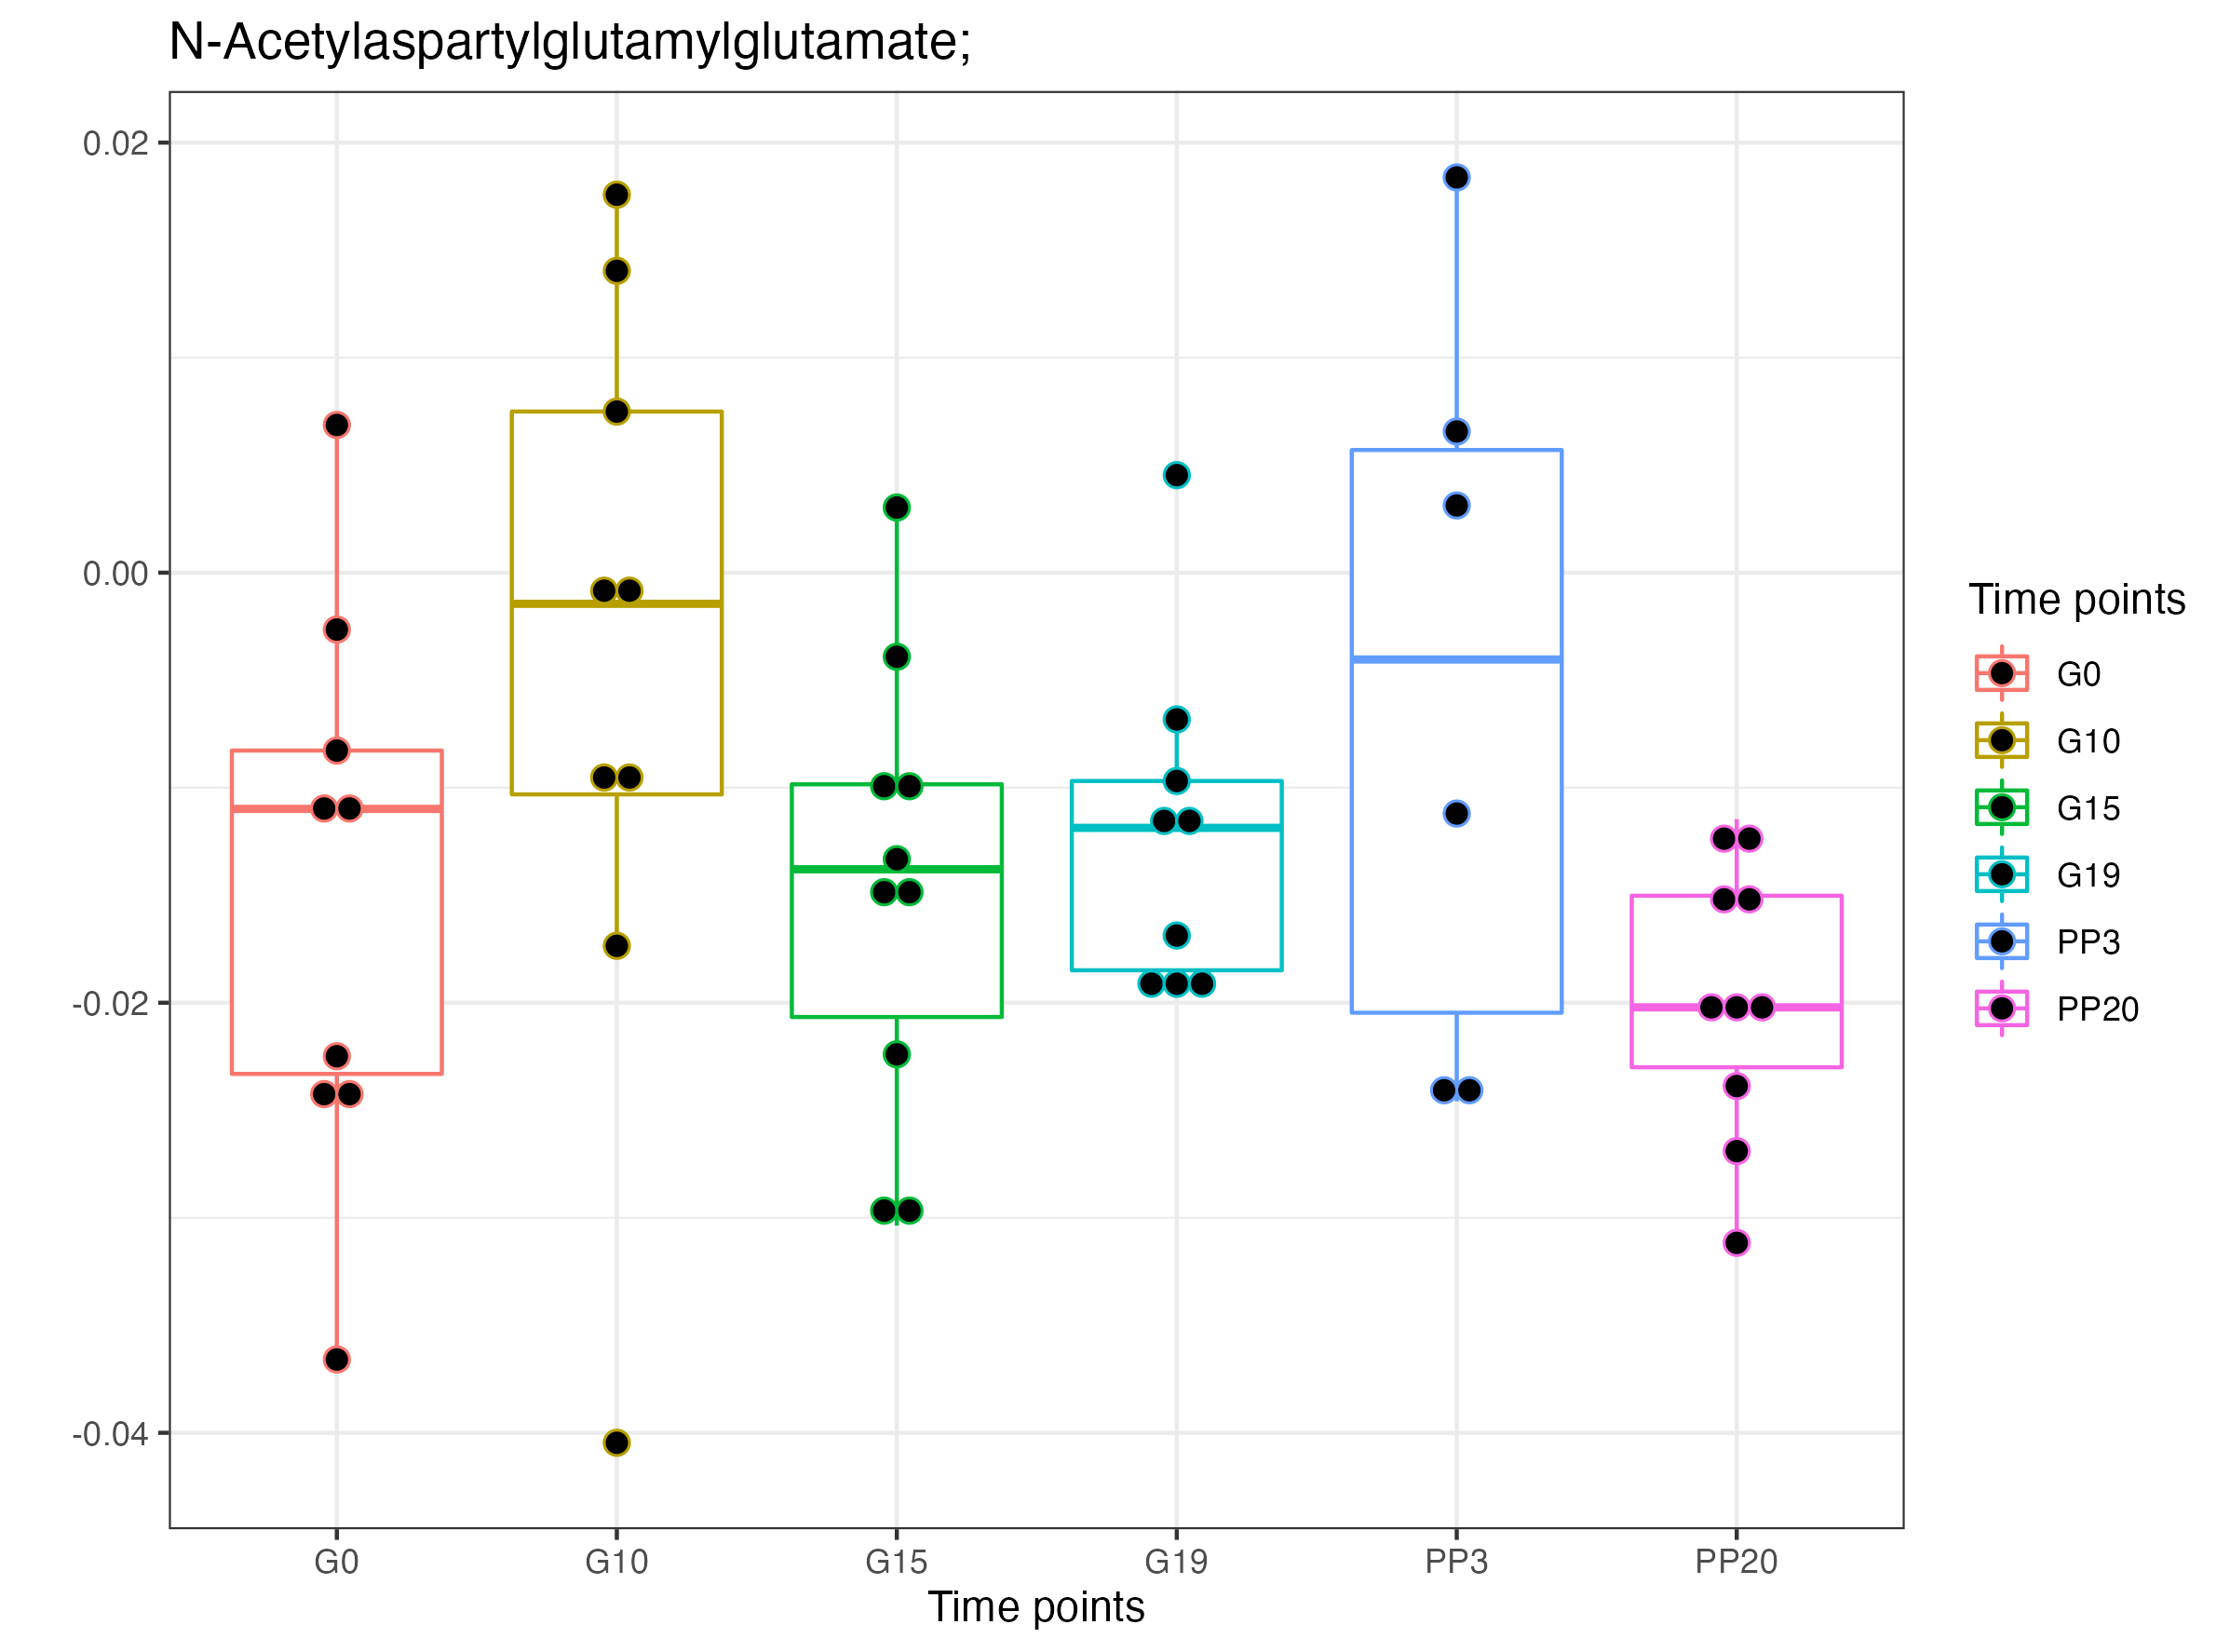 N-Acetylaspartylglutamylglutamate;
0.02
0.00
-0.02
-0.04
G0 G10 G15 G19 PP3 PP20
Time points
Time points
G0
G10
G15
G19
PP3
PP20